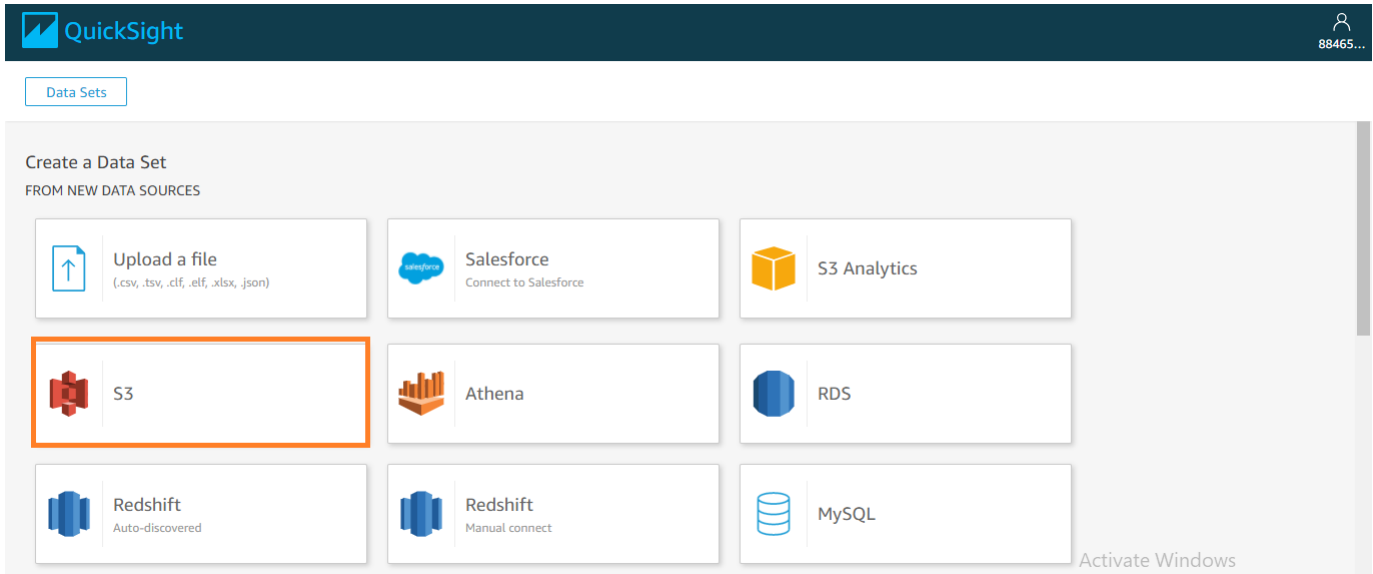 QuickSight
88465...
Data Sets
Create a Data Set
FROM NEW DATA SOURCES
Upload a file
(.csv, .tsv, .clf, .elf, .xlsx, .json)
salesforce
Salesforce
Connect to Salesforce
S3 Analytics
S3
Athena
RDS
Redshift
Auto-discovered
Redshift
Manual connect
MySQL
Activate Windows